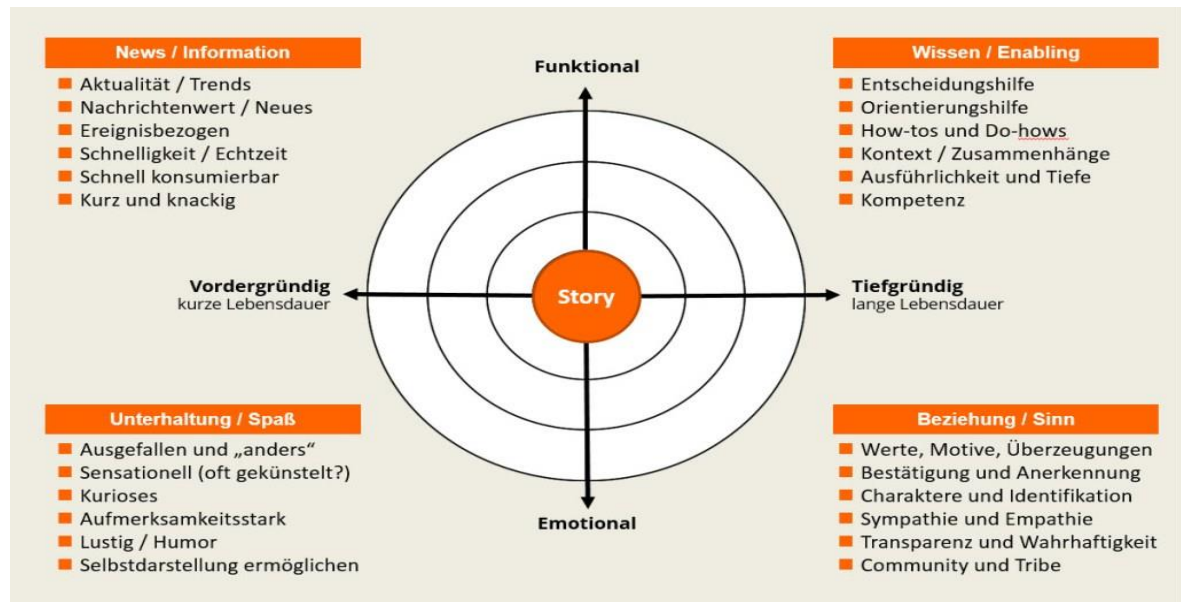 News / Information
Aktualität / Trends
Nachrichtenwert / Neues
Ereignisbezogen
Schnelligkeit / Echtzeit
Schnell konsumierbar
Kurz und knackig
Funktional
Wissen / Enabling
Entscheidungshilfe
Orientierungshilfe
How-tos und Do-hows
Kontext / Zusammenhänge
Ausführlichkeit und Tiefe
Kompetenz
Vordergründig
kurze Lebensdauer
Story
Tiefgründig
lange Lebensdauer
Unterhaltung / Spaß
Ausgefallen und „anders“
Sensationell (oft gekünstelt?)
Kurioses
Aufmerksamkeitsstark
Lustig / Humor
Selbstdarstellung ermöglichen
Emotional
Beziehung / Sinn
Werte, Motive, Überzeugungen
Bestätigung und Anerkennung
Charaktere und Identifikation
Sympathie und Empathie
Transparenz und Wahrhaftigkeit
Community und Tribe